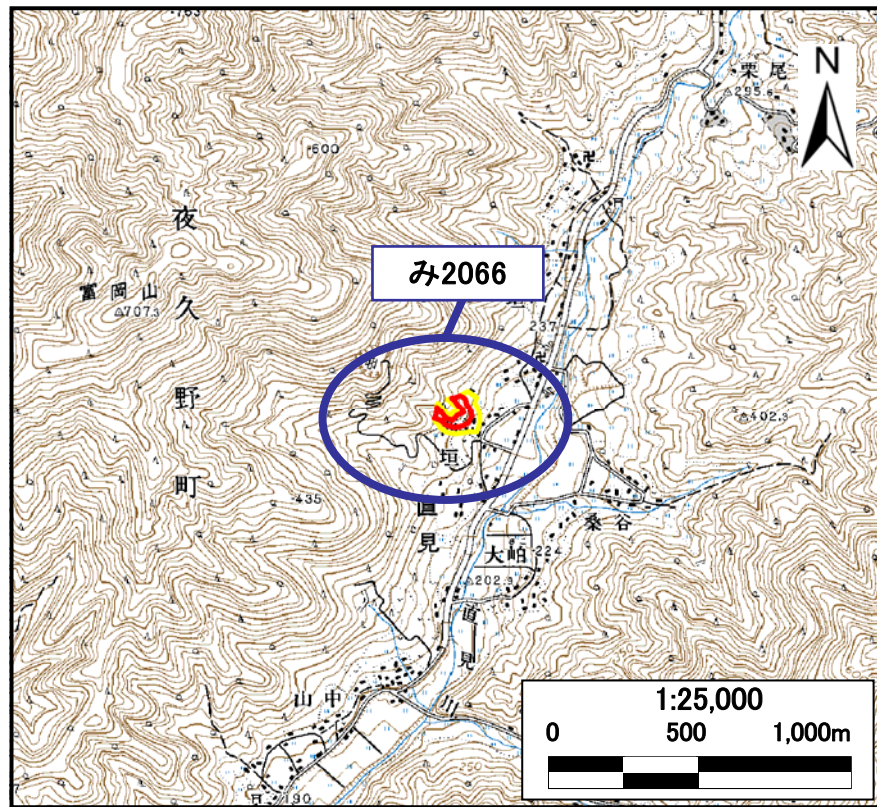 栗尾
△295.6
N
・600
夜久野町
富岡山
△707.3
み2066
237
△402.3
垣
・435
直見
桑谷
大岶
224
△202.9
直見
山中
川
190
1:25,000
0 500 1,000m